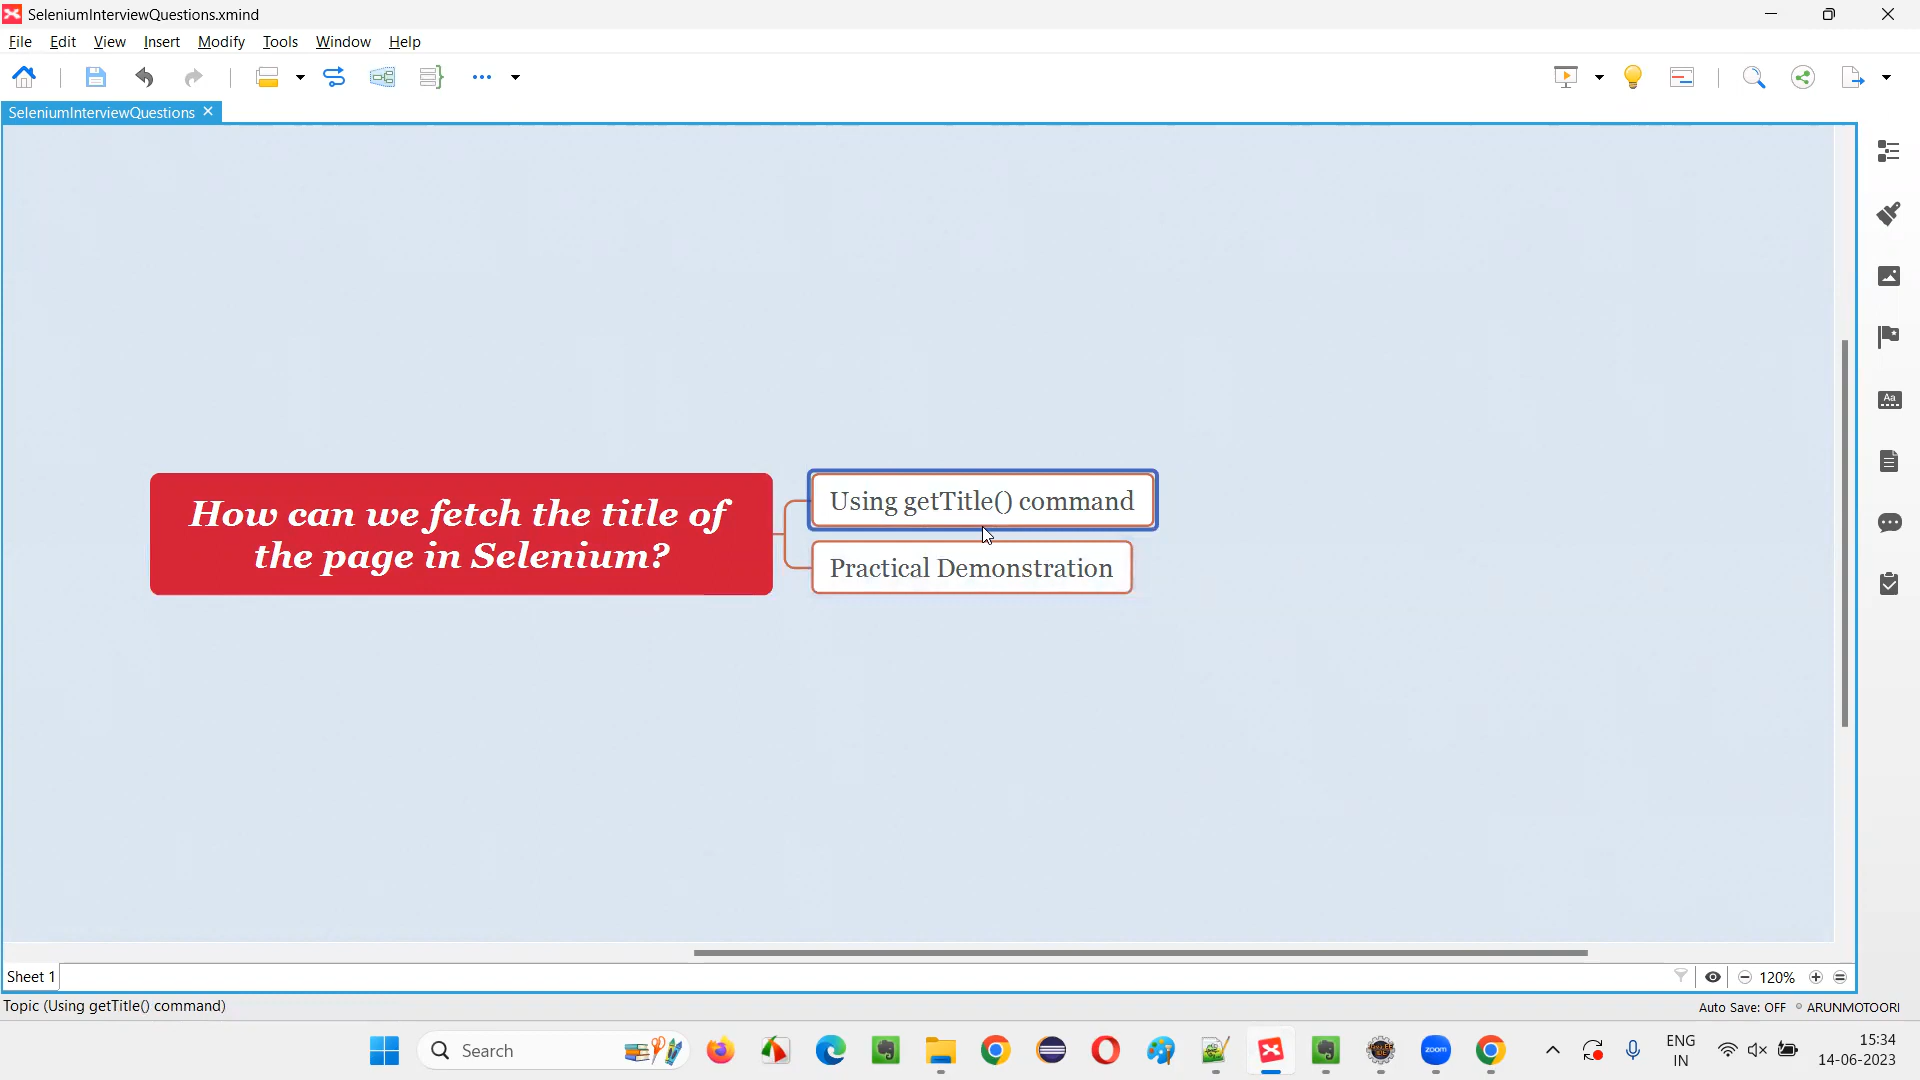 SeleniumInterviewQuestions.xmind
File Edit View Insert Modify Tools Window Help
SeleniumInterviewQuestions
How can we fetch the title of
the page in Selenium?
Using getTitle() command
Practical Demonstration
Sheet 1
120%
Topic (Using getTitle() command)
Auto Save: OFF
ARUNMOTOORI
Search
zoom
ENG
IN
15:34
14-06-2023